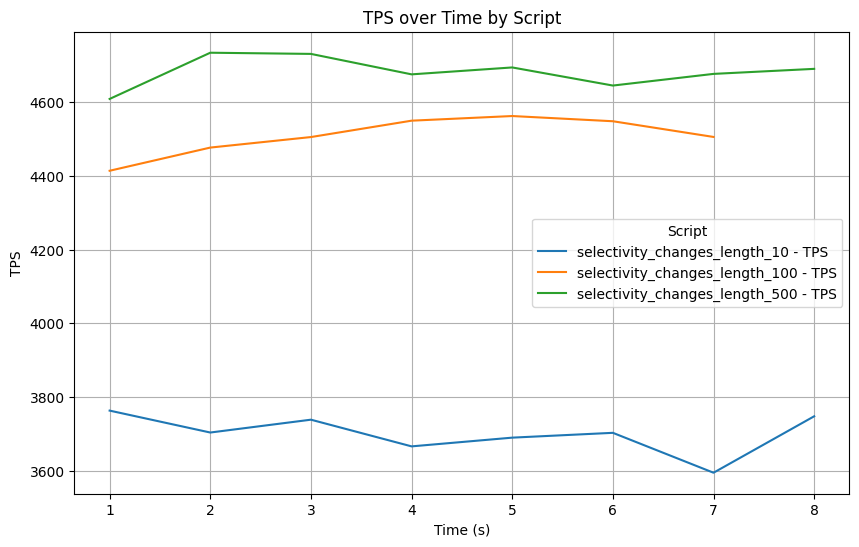 TPS over Time by Script
TPS
4600
4400
4200
4000
3800
3600
Script
selectivity_changes_length_10 - TPS
selectivity_changes_length_100 - TPS
selectivity_changes_length_500 - TPS
1 2 3 4 5 6 7 8
Time (s)